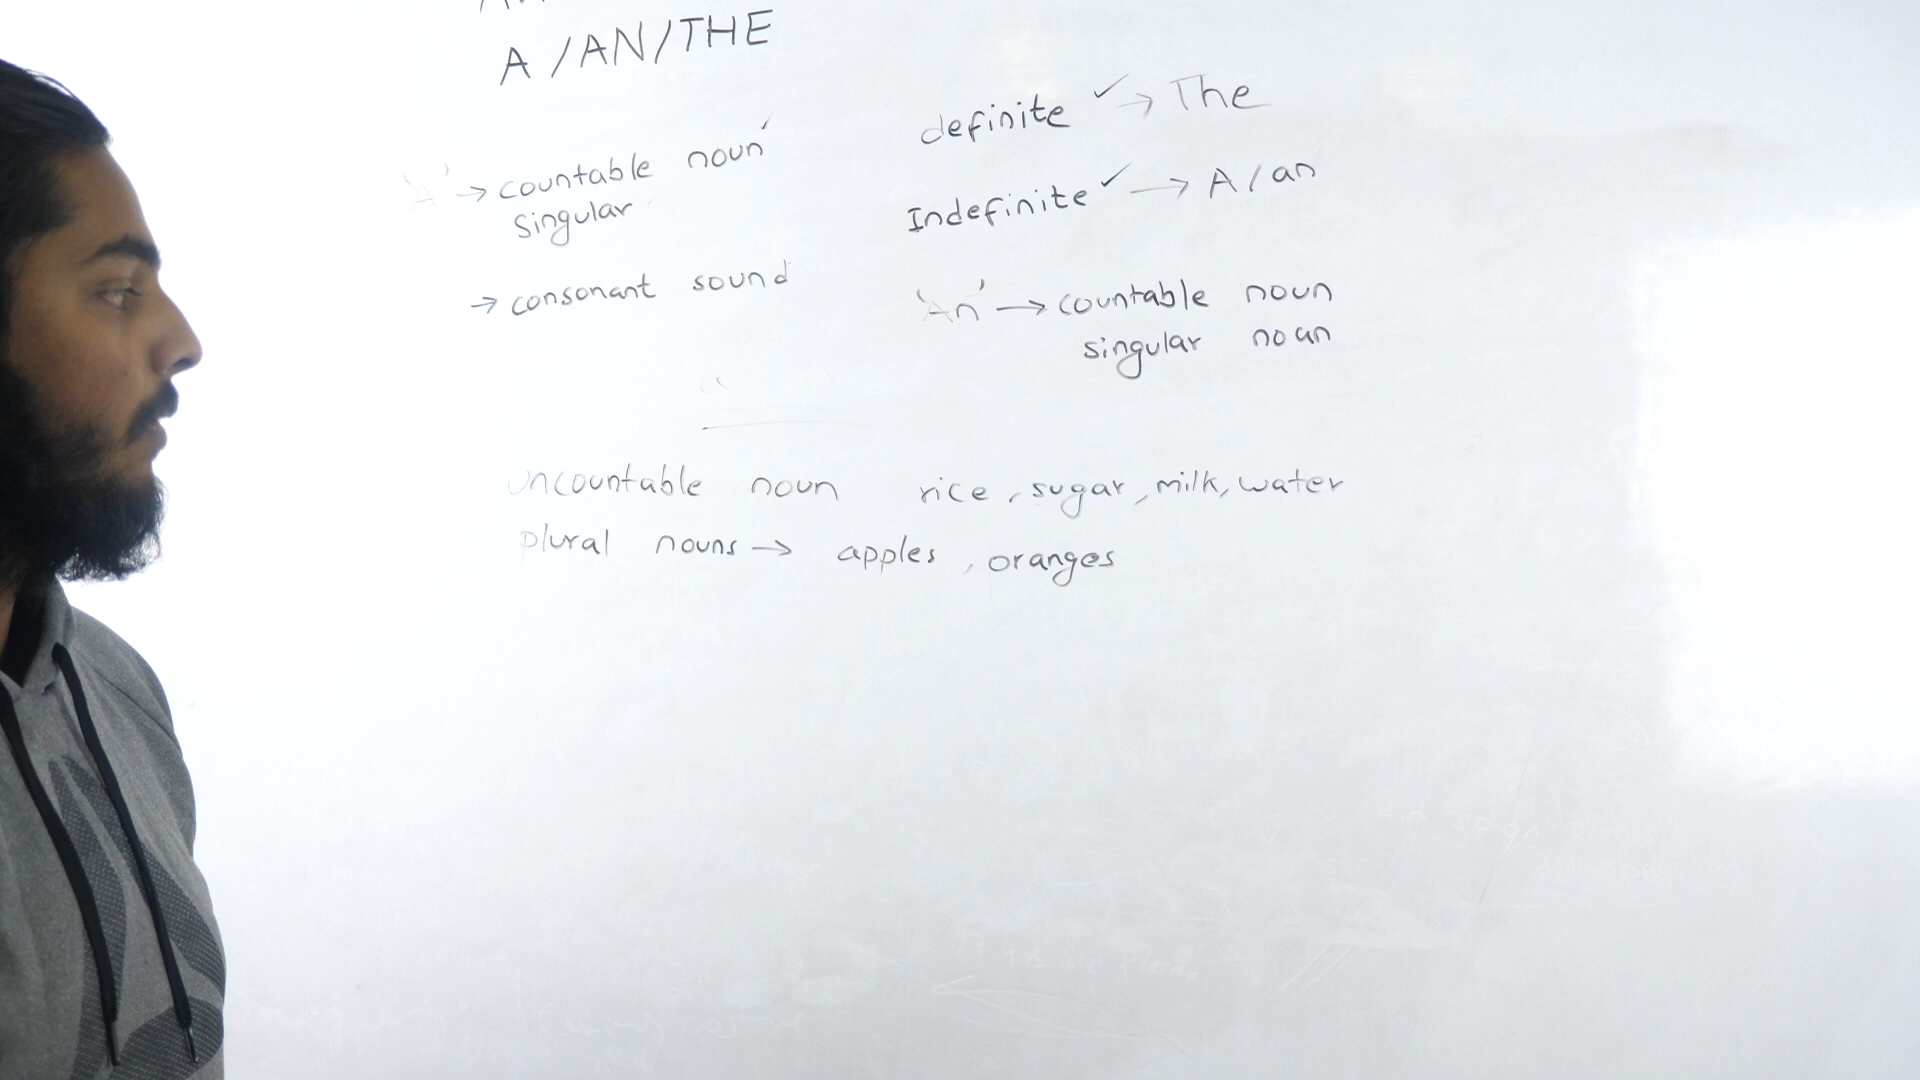 A/AN/THE
'A' → countable noun
singular
→ consonant sound
definite ✓ → The
Indefinite ✓ → A/an
'An' → countable noun
singular noun
uncountable noun rice, sugar, milk, water
plural nouns → apples, oranges